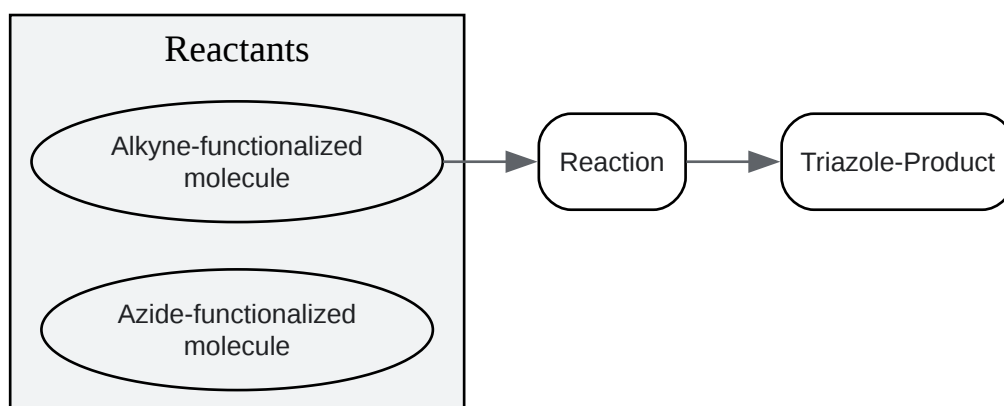 Reactants
Alkyne-functionalized
molecule
Reaction
Triazole-Product
Azide-functionalized
molecule